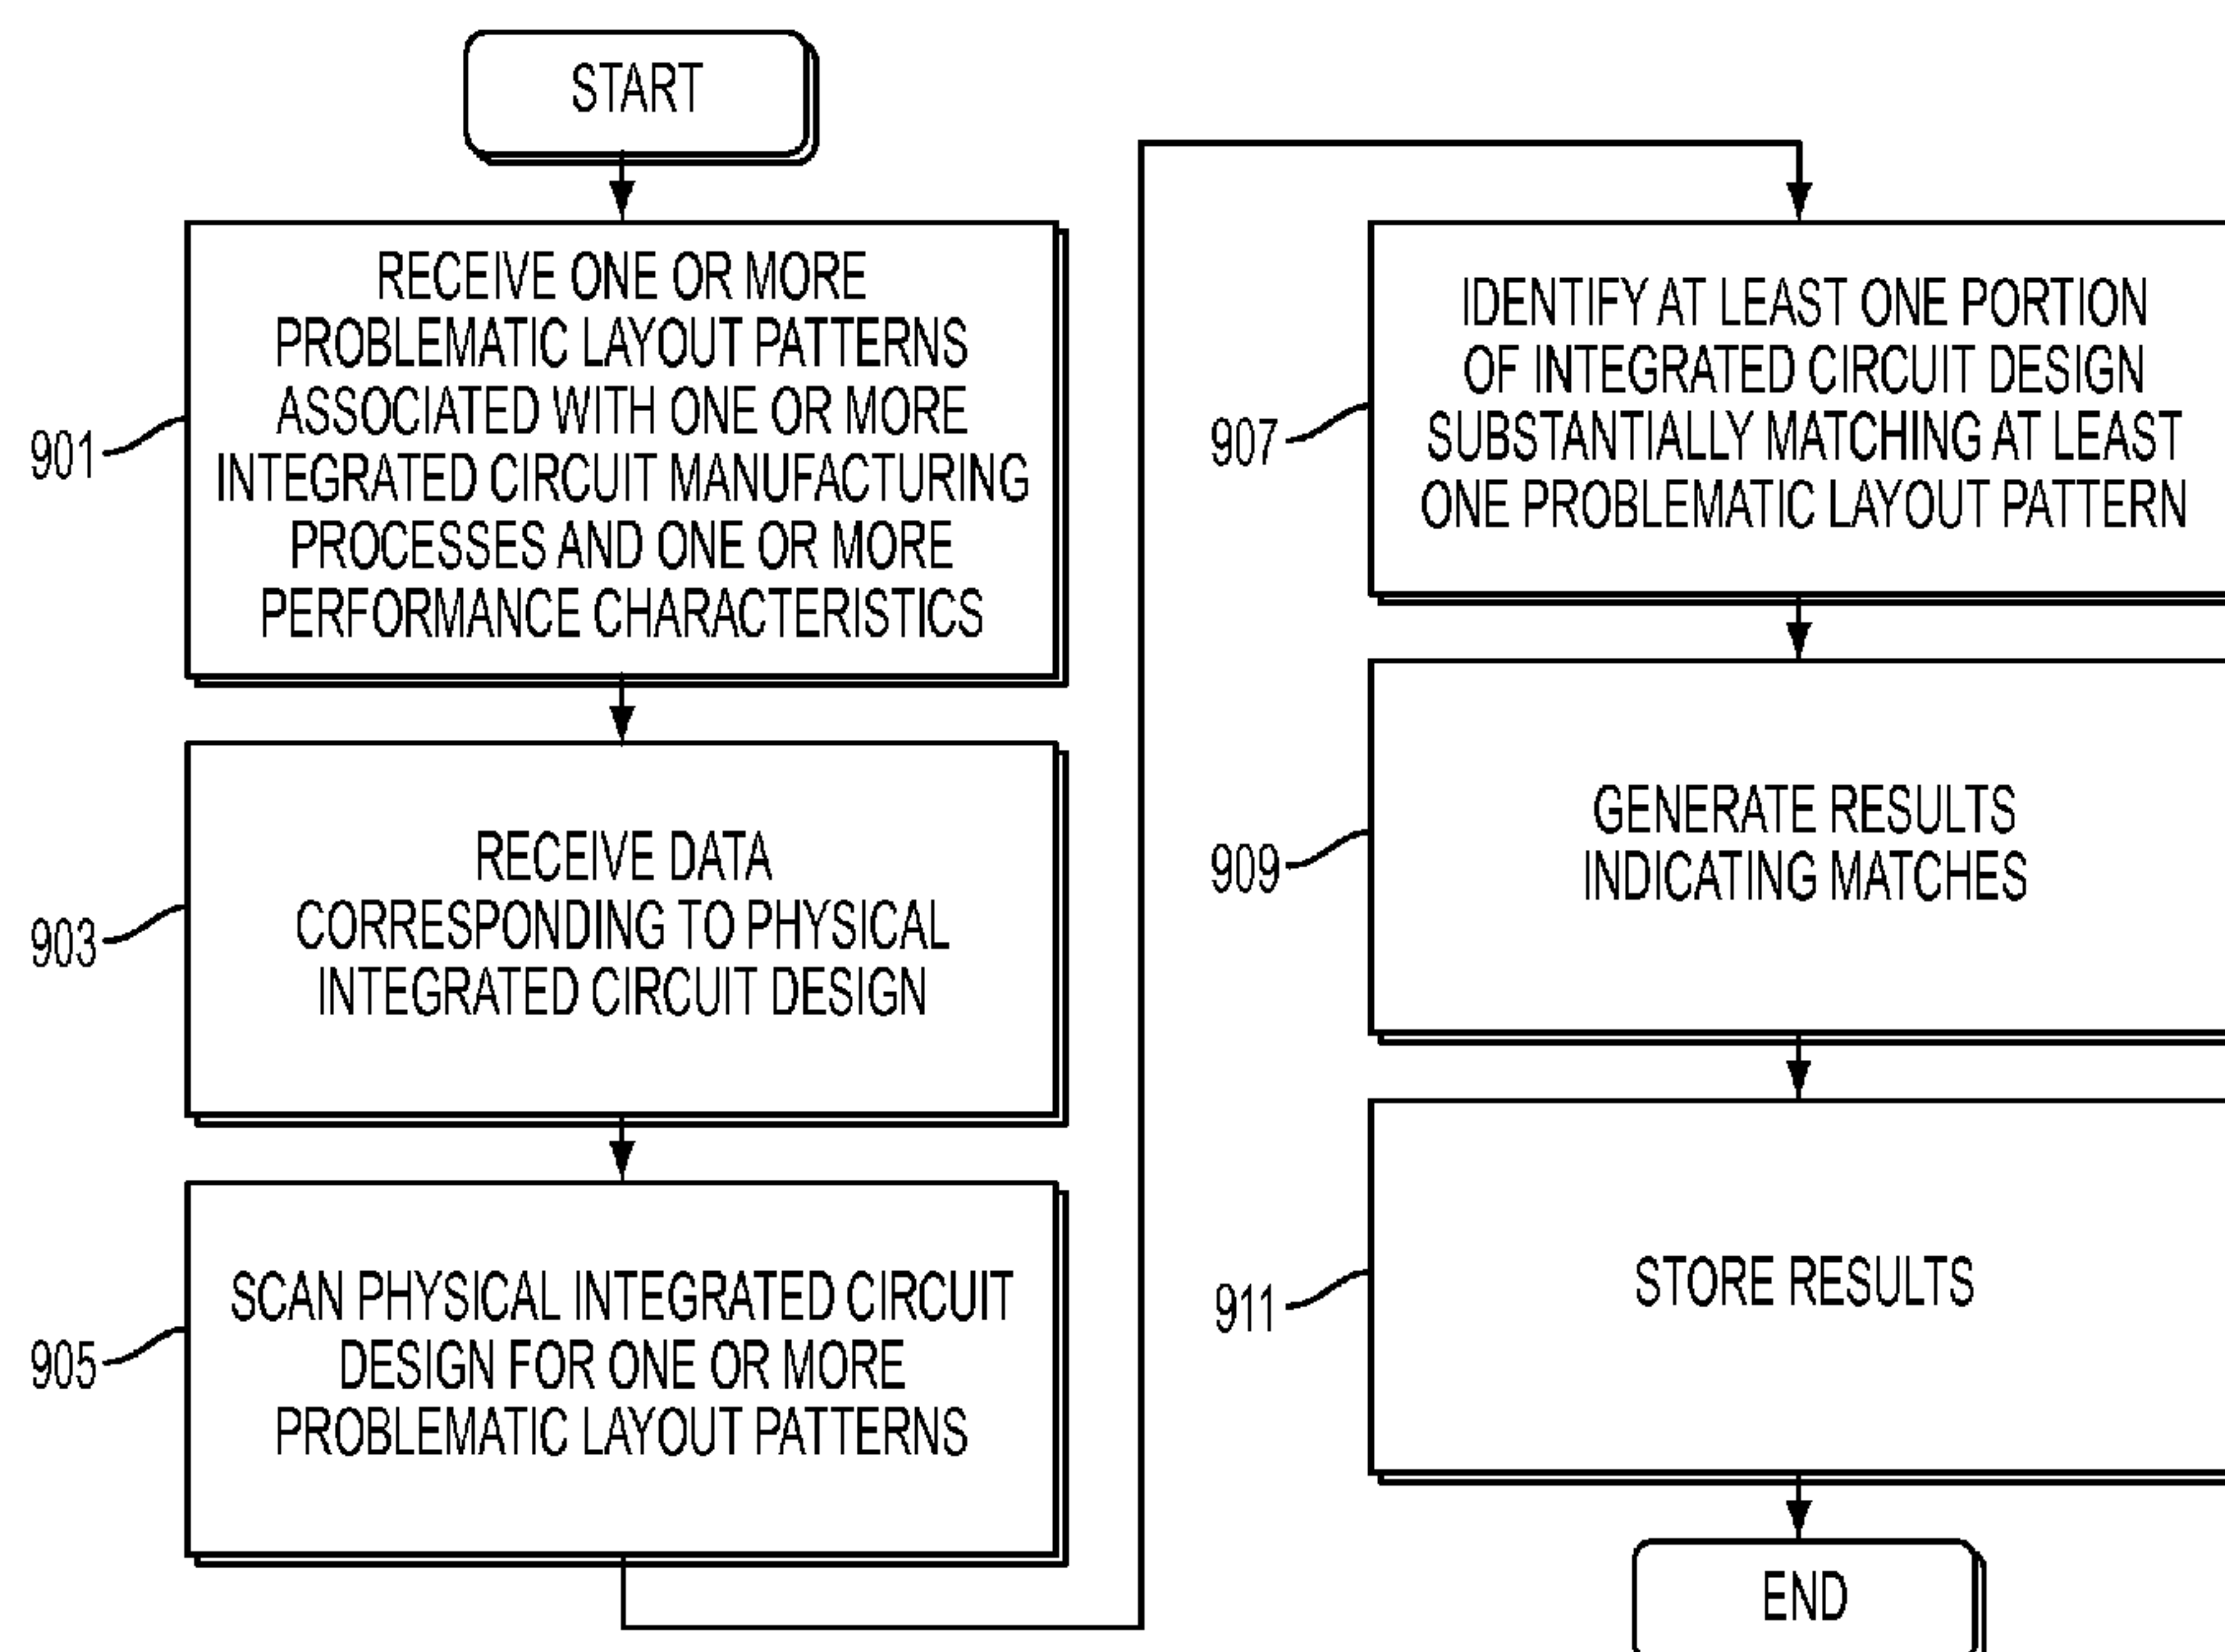 START
901
RECEIVE ONE OR MORE
PROBLEMATIC LAYOUT PATTERNS
ASSOCIATED WITH ONE OR MORE
INTEGRATED CIRCUIT MANUFACTURING
PROCESSES AND ONE OR MORE
PERFORMANCE CHARACTERISTICS
903
RECEIVE DATA
CORRESPONDING TO PHYSICAL
INTEGRATED CIRCUIT DESIGN
905
SCAN PHYSICAL INTEGRATED CIRCUIT
DESIGN FOR ONE OR MORE
PROBLEMATIC LAYOUT PATTERNS
907
IDENTIFY AT LEAST ONE PORTION
OF INTEGRATED CIRCUIT DESIGN
SUBSTANTIALLY MATCHING AT LEAST
ONE PROBLEMATIC LAYOUT PATTERN
909
GENERATE RESULTS
INDICATING MATCHES
911
STORE RESULTS
END